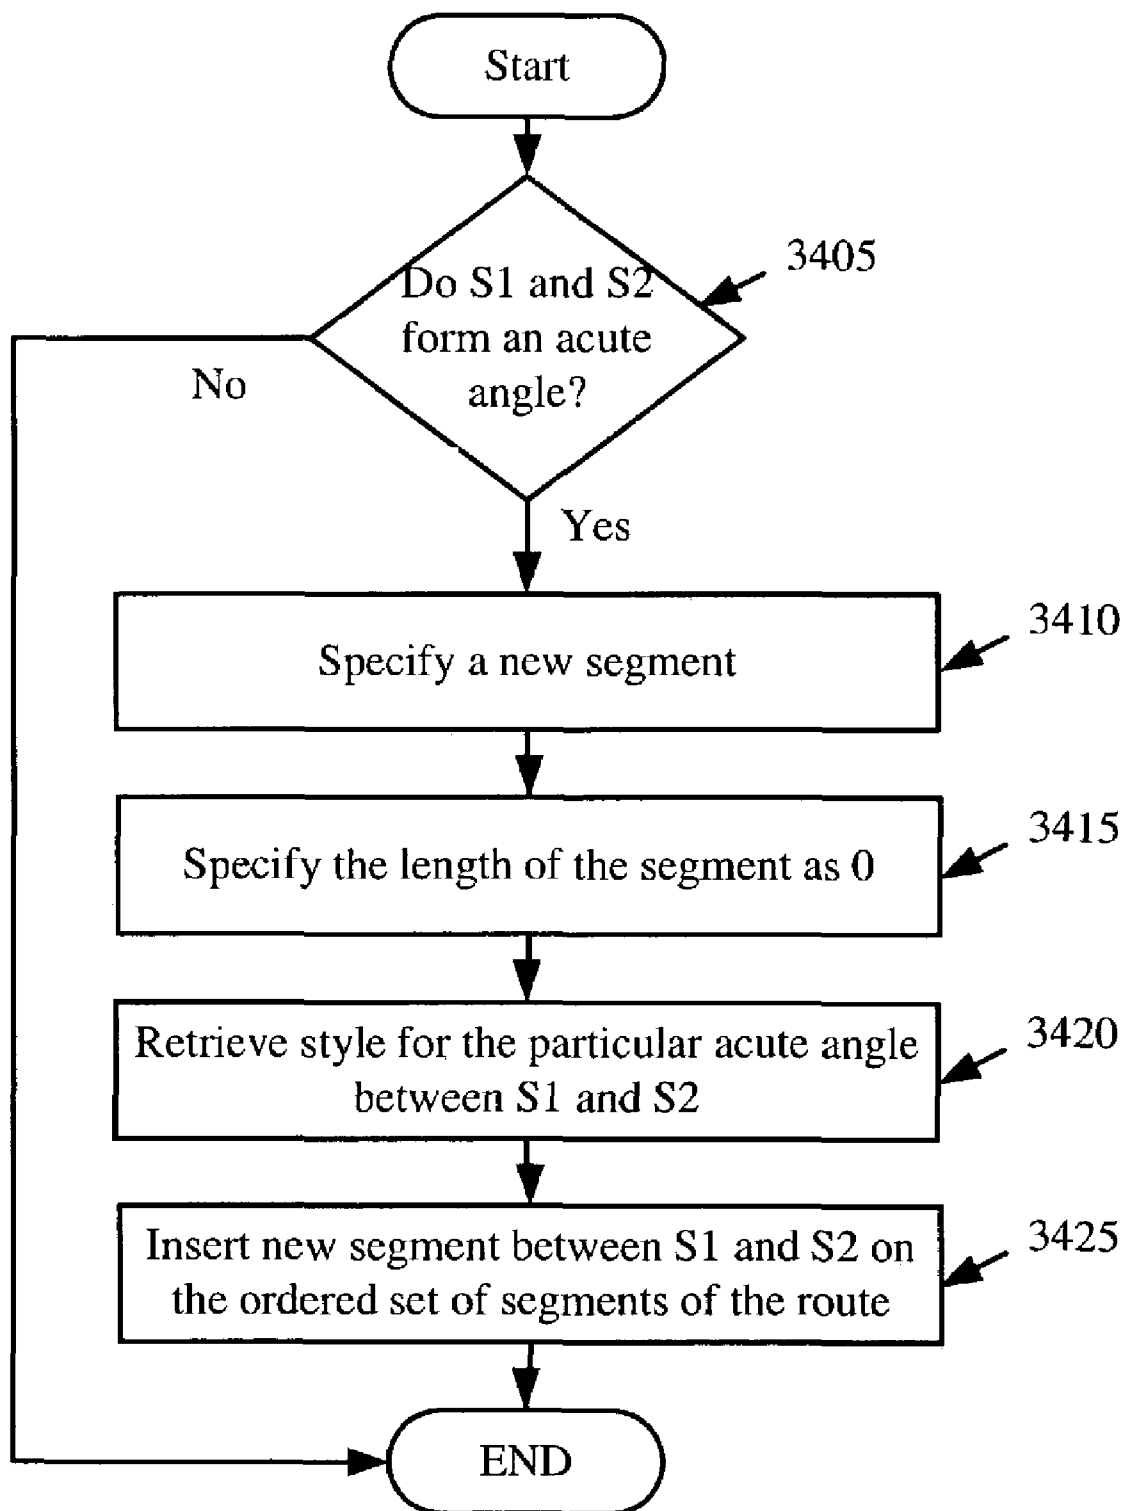 Start
3405
Do S1 and S2
form an acute
angle?
No
Yes
3410
Specify a new segment
3415
Specify the length of the segment as 0
3420
Retrieve style for the particular acute angle
between S1 and S2
3425
Insert new segment between S1 and S2 on
the ordered set of segments of the route
END